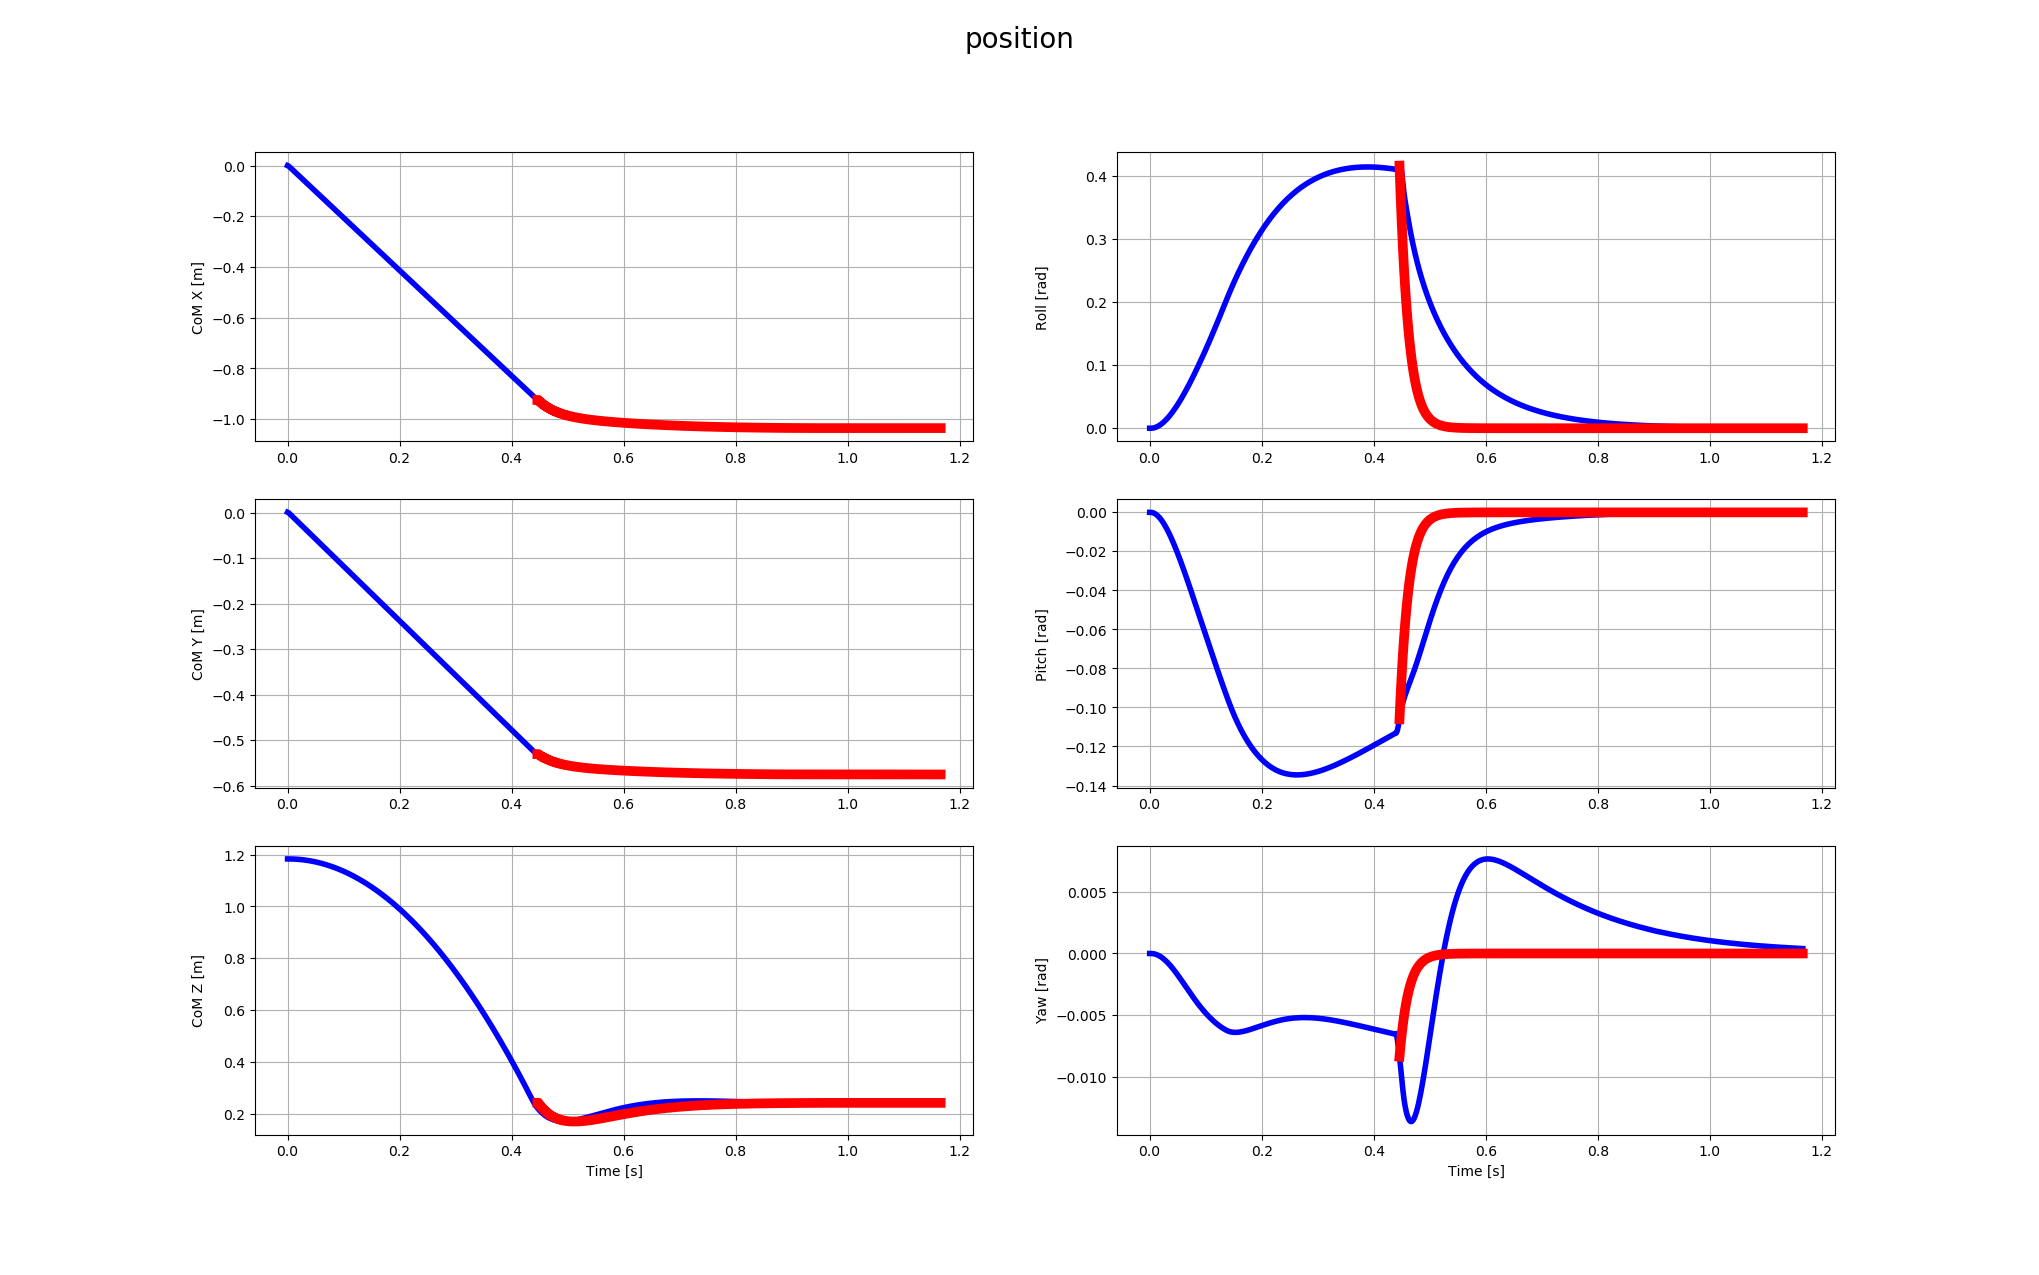 position
CoM X [m]
0.0
−0.2
−0.4
−0.6
−0.8
−1.0
0.0 0.2 0.4 0.6 0.8 1.0 1.2
Roll [rad]
0.4
0.3
0.2
0.1
0.0
0.0 0.2 0.4 0.6 0.8 1.0 1.2
CoM Y [m]
0.0
−0.1
−0.2
−0.3
−0.4
−0.5
−0.6
0.0 0.2 0.4 0.6 0.8 1.0 1.2
Pitch [rad]
0.00
−0.02
−0.04
−0.06
−0.08
−0.10
−0.12
−0.14
0.0 0.2 0.4 0.6 0.8 1.0 1.2
CoM Z [m]
1.2
1.0
0.8
0.6
0.4
0.2
0.0 0.2 0.4 0.6 0.8 1.0 1.2
Time [s]
Yaw [rad]
0.005
0.000
−0.005
−0.010
0.0 0.2 0.4 0.6 0.8 1.0 1.2
Time [s]